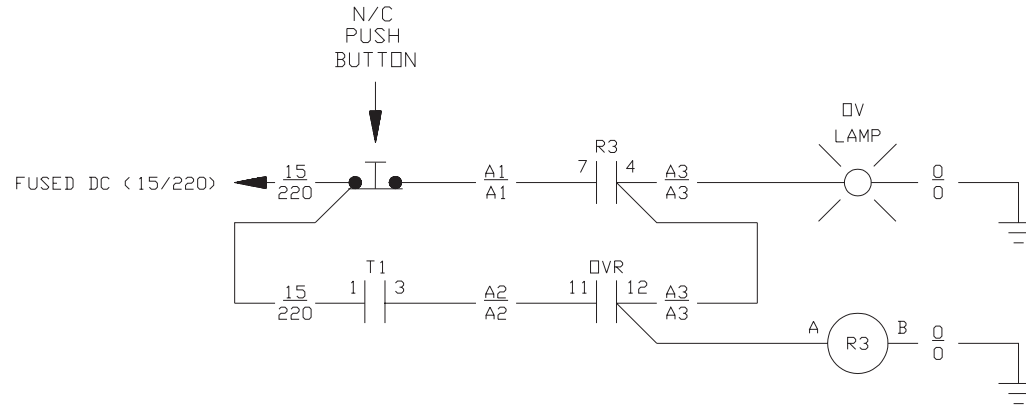 N/C
PUSH
BUTTON
OV
LAMP
R3
FUSED DC (15/220)
15
220
A1
A1
7
4
A3
A3
0
0
T1
OVR
15
220
1
3
A2
A2
11
12
A3
A3
A
R3
B
0
0